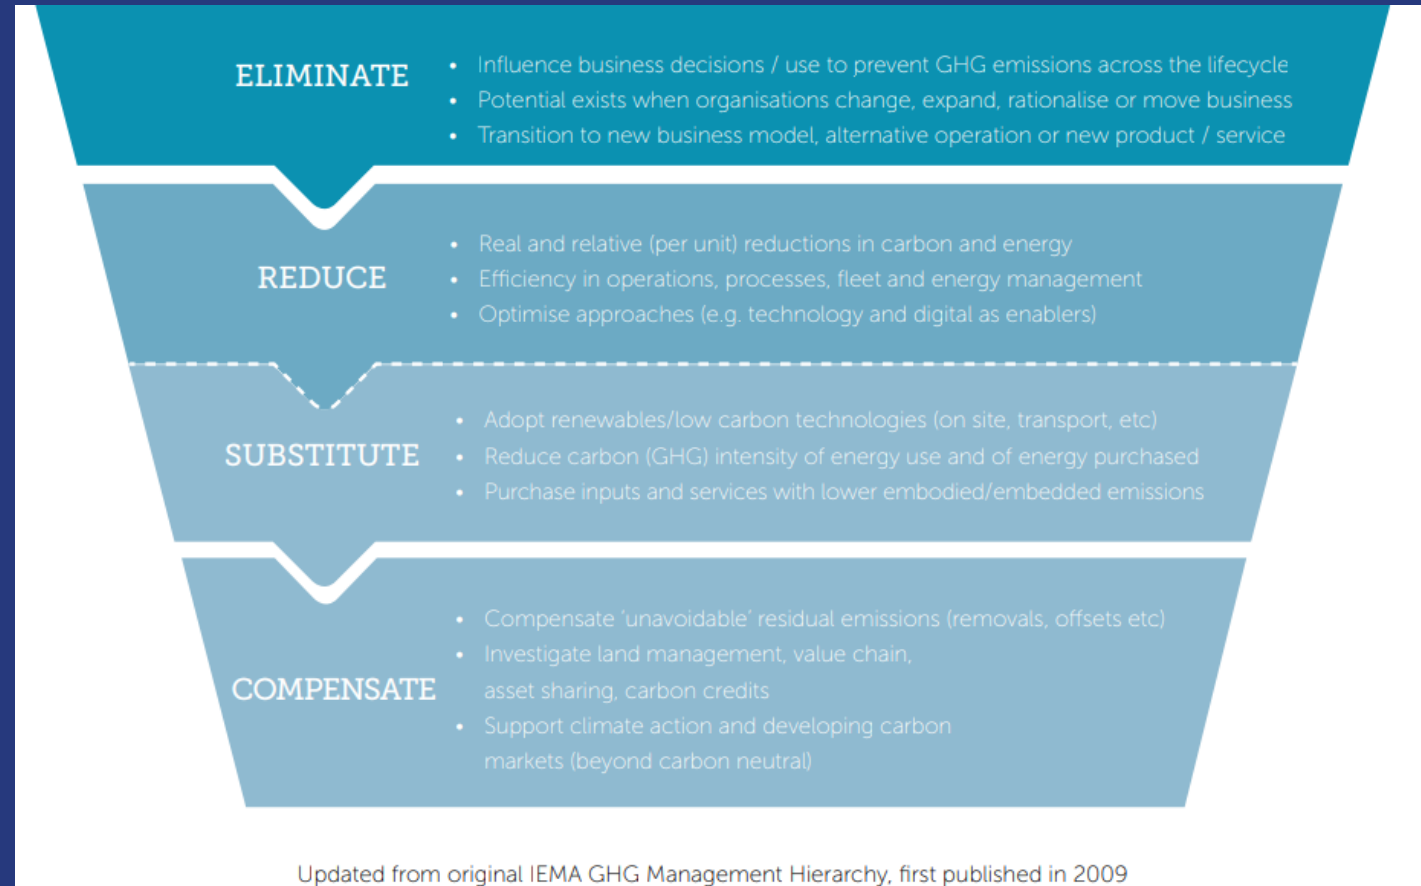 ELIMINATE
• Influence business decisions / use to prevent GHG emissions across the lifecycle
• Potential exists when organisations change, expand, rationalise or move business
• Transition to new business model, alternative operation or new product / service
REDUCE
• Real and relative (per unit) reductions in carbon and energy
• Efficiency in operations, processes, fleet and energy management
• Optimise approaches (e.g. technology and digital as enablers)
SUBSTITUTE
• Adopt renewables/low carbon technologies (on site, transport, etc)
• Reduce carbon (GHG) intensity of energy use and of energy purchased
• Purchase inputs and services with lower embodied/embedded emissions
COMPENSATE
• Compensate 'unavoidable' residual emissions (removals, offsets etc)
• Investigate land management, value chain,
asset sharing, carbon credits
• Support climate action and developing carbon
markets (beyond carbon neutral)
Updated from original IEMA GHG Management Hierarchy, first published in 2009